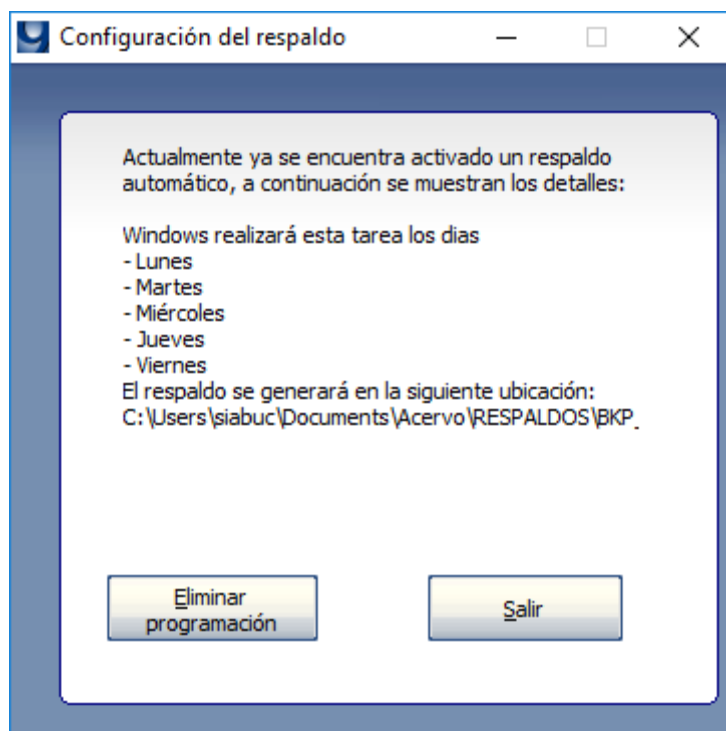 Configuración del respaldo
Actualmente ya se encuentra activado un respaldo
automático, a continuación se muestran los detalles:
Windows realizará esta tarea los dias
- Lunes
- Martes
- Miércoles
- Jueves
- Viernes
El respaldo se generará en la siguiente ubicación:
C:\Users\siabuc\Documents\Acervo\RESPALDOS\BKP_
Eliminar
programación
Salir